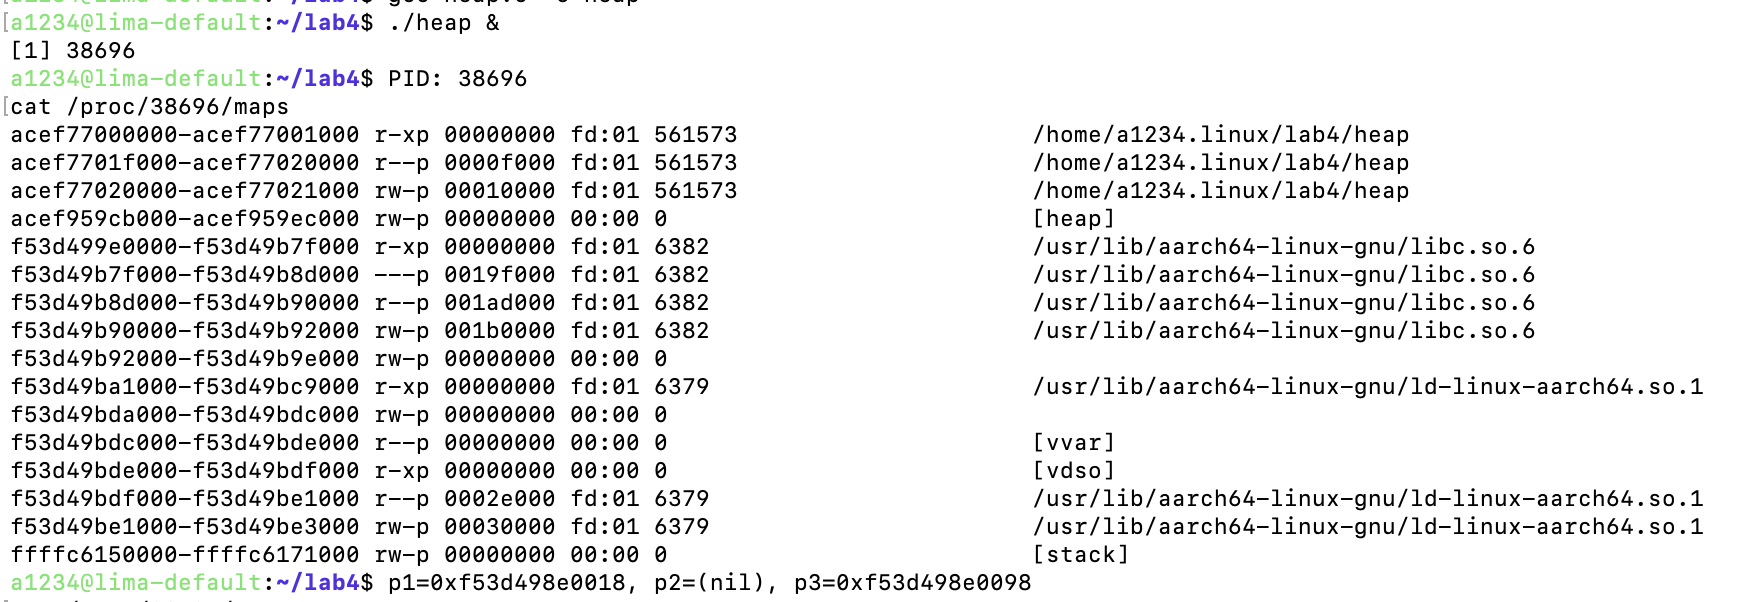 a1234@lima-default:~/lab4$ ./heap &
[1] 38696
a1234@lima-default:~/lab4$ PID: 38696
cat /proc/38696/maps
acef77000000-acef77001000 r-xp 00000000 fd:01 561573 /home/a1234.linux/lab4/heap
acef7701f000-acef77020000 r--p 0000f000 fd:01 561573 /home/a1234.linux/lab4/heap
acef77020000-acef77021000 rw-p 00010000 fd:01 561573 /home/a1234.linux/lab4/heap
acef959cb000-acef959ec000 rw-p 00000000 00:00 0 [heap]
f53d499e0000-f53d49b7f000 r-xp 00000000 fd:01 6382 /usr/lib/aarch64-linux-gnu/libc.so.6
f53d49b7f000-f53d49b8d000 ---p 0019f000 fd:01 6382 /usr/lib/aarch64-linux-gnu/libc.so.6
f53d49b8d000-f53d49b90000 r--p 001ad000 fd:01 6382 /usr/lib/aarch64-linux-gnu/libc.so.6
f53d49b90000-f53d49b92000 rw-p 001b0000 fd:01 6382 /usr/lib/aarch64-linux-gnu/libc.so.6
f53d49b92000-f53d49b9e000 rw-p 00000000 00:00 0
f53d49ba1000-f53d49bc9000 r-xp 00000000 fd:01 6379 /usr/lib/aarch64-linux-gnu/ld-linux-aarch64.so.1
f53d49bda000-f53d49bdc000 rw-p 00000000 00:00 0
f53d49bdc000-f53d49bde000 r--p 00000000 00:00 0 [vvar]
f53d49bde000-f53d49bdf000 r-xp 00000000 00:00 0 [vdso]
f53d49bdf000-f53d49be1000 r--p 0002e000 fd:01 6379 /usr/lib/aarch64-linux-gnu/ld-linux-aarch64.so.1
f53d49be1000-f53d49be3000 rw-p 00030000 fd:01 6379 /usr/lib/aarch64-linux-gnu/ld-linux-aarch64.so.1
ffffc6150000-ffffc6171000 rw-p 00000000 00:00 0 [stack]
a1234@lima-default:~/lab4$ p1=0xf53d498e0018, p2=(nil), p3=0xf53d498e0098